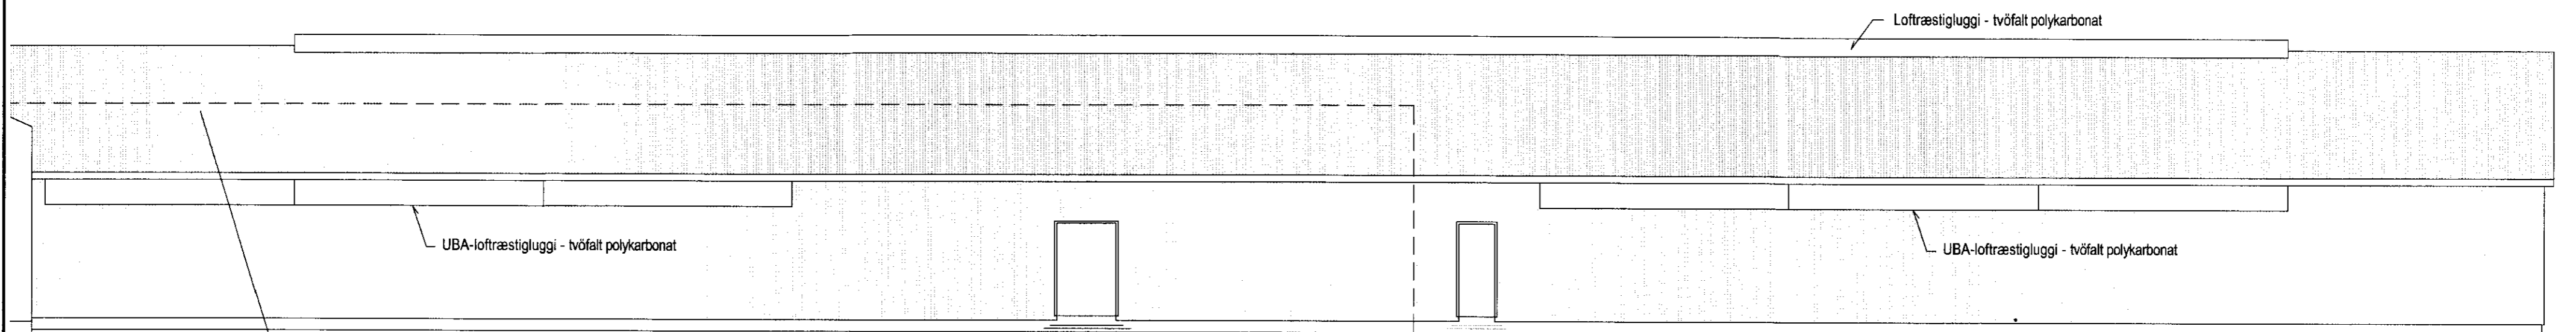 Loftræstigluggi - tvöfalt polykarbonat
UBA-loftræstigluggi - tvöfalt polykarbonat
UBA-loftræstigluggi - tvöfalt polykarbonat